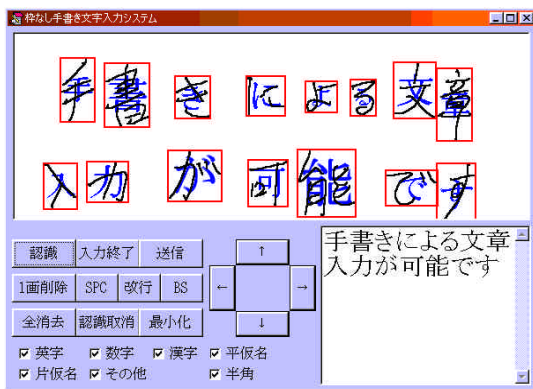 枠なし手書き文字入力システム
手書きによる文章
入力が可能です
認識 入力終了 送信
1画削除 SPC 改行 BS
全消去 認識取消 最小化
↑
← →
↓
英字 数字 漢字 平仮名
片仮名 その他 半角
手書きによる文章
入力が可能です